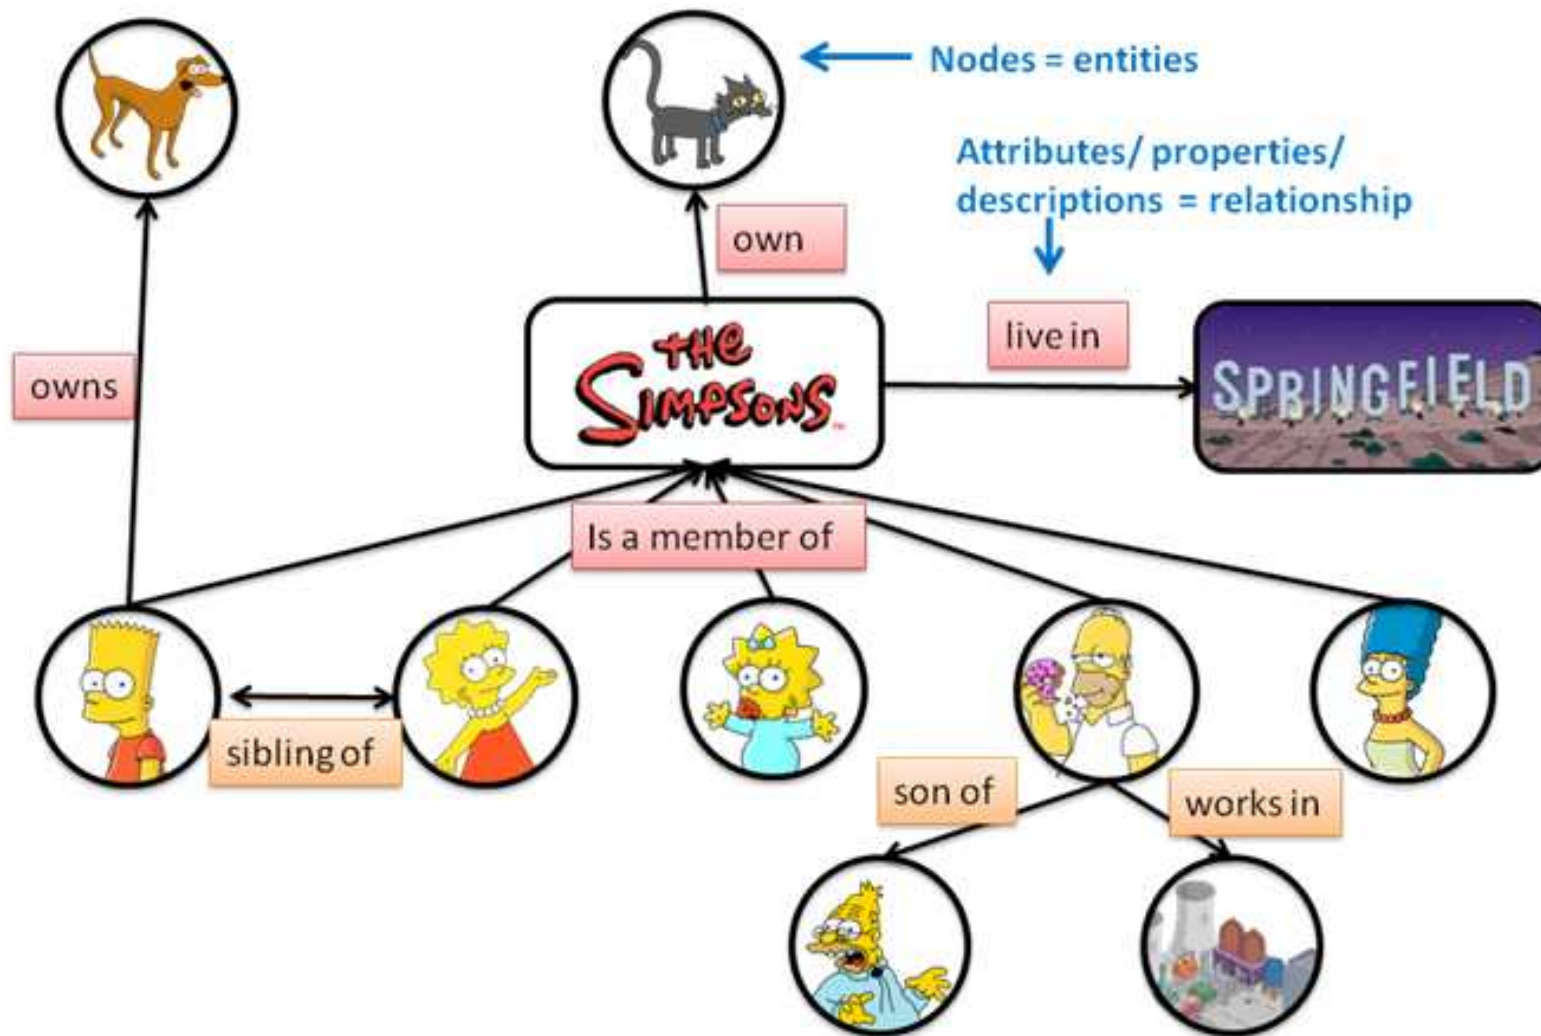 Nodes = entities
Attributes/ properties/
descriptions = relationship
own
live in
owns
THE
SIMPSONS
TM
SPRINGFIELD
Is a member of
sibling of
son of
works in